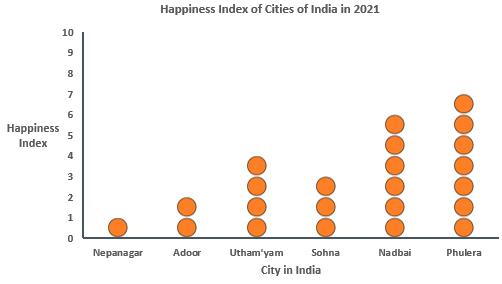 Happiness Index of Cities of India in 2021
10
9
8
7
6
5
4
3
2
1
0
Happiness
Index
Nepanagar Adoor Utham'yam Sohna Nadbai Phulera
City in India